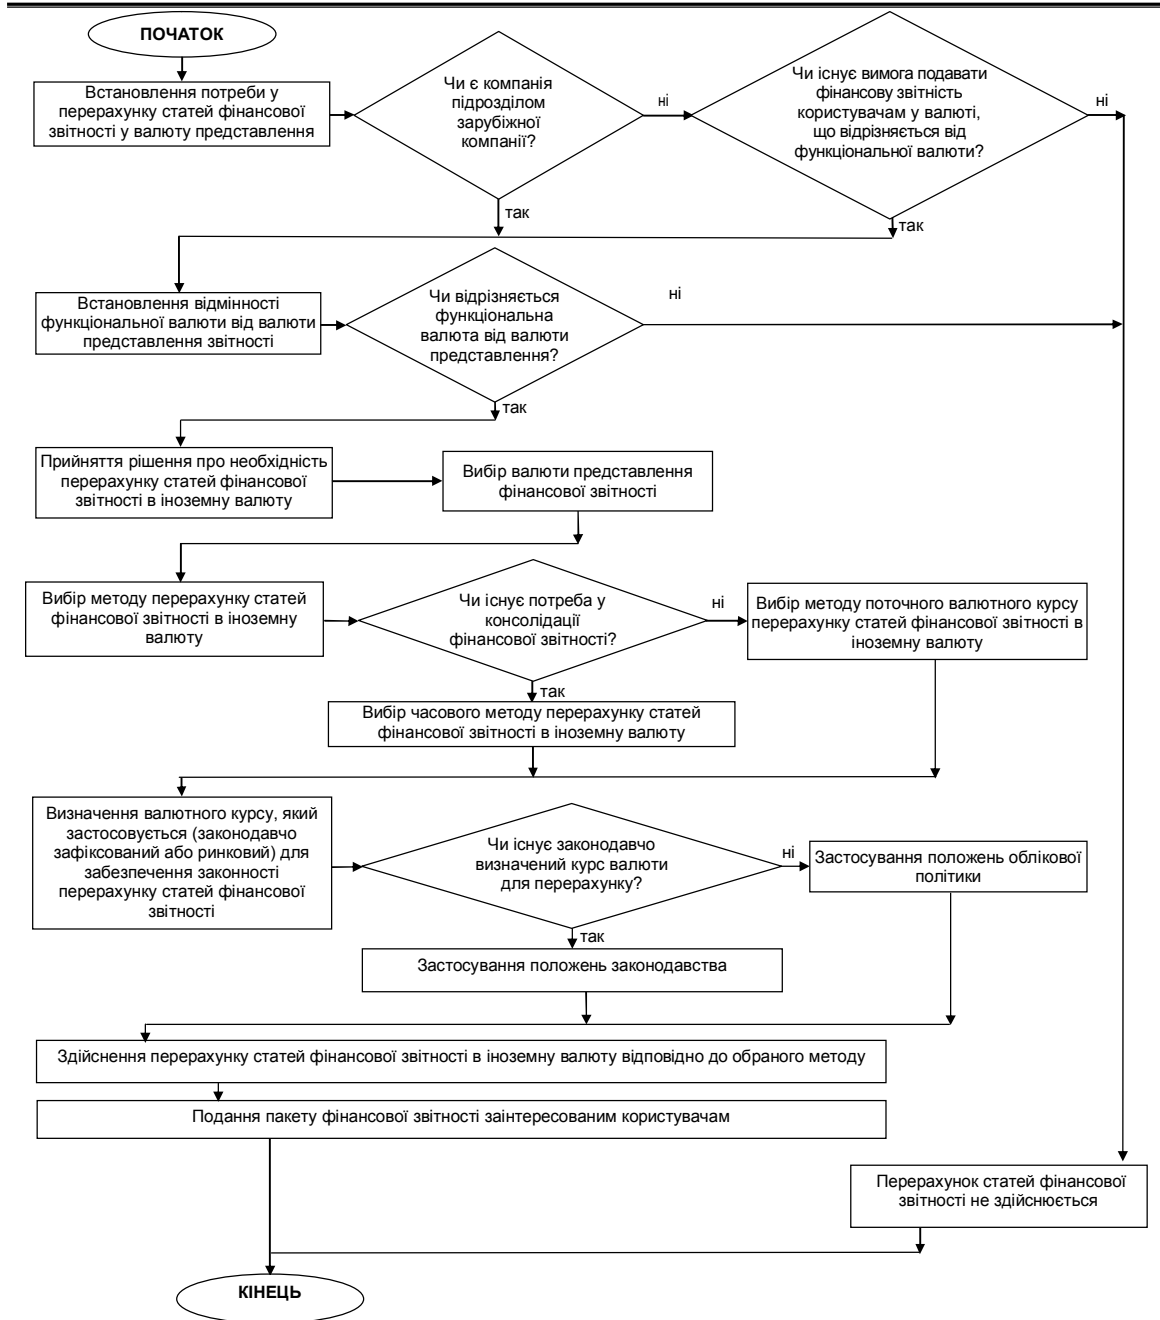 ПОЧАТОК
Встановлення потреби у
перерахунку статей фінансової
звітності у валюту представлення
Чи є компанія
підрозділом
зарубіжної
компанії?
ні
Чи існує вимога подавати
фінансову звітність
користувачам у валюті,
що відрізняється від
функціональної валюти?
ні
так
так
Встановлення відмінності
функціональної валюти від валюти
представлення звітності
Чи відрізняється
функціональна
валюта від валюти
представлення?
ні
так
Прийняття рішення про необхідність
перерахунку статей фінансової
звітності в іноземну валюту
Вибір валюти представлення
фінансової звітності
Вибір методу перерахунку статей
фінансової звітності в іноземну
валюту
Чи існує потреба у
консолідації
фінансової звітності?
ні
Вибір методу поточного валютного курсу
перерахунку статей фінансової звітності в
іноземну валюту
так
Вибір часового методу перерахунку статей
фінансової звітності в іноземну валюту
Визначення валютного курсу, який
застосовується (законодавчо
зафіксований або ринковий) для
забезпечення законності
перерахунку статей фінансової
звітності
Чи існує законодавчо
визначений курс валюти
для перерахунку?
ні
Застосування положень облікової
політики
так
Застосування положень законодавства
Здійснення перерахунку статей фінансової звітності в іноземну валюту відповідно до обраного методу
Подання пакету фінансової звітності заінтересованим користувачам
Перерахунок статей фінансової
звітності не здійснюється
КІНЕЦЬ